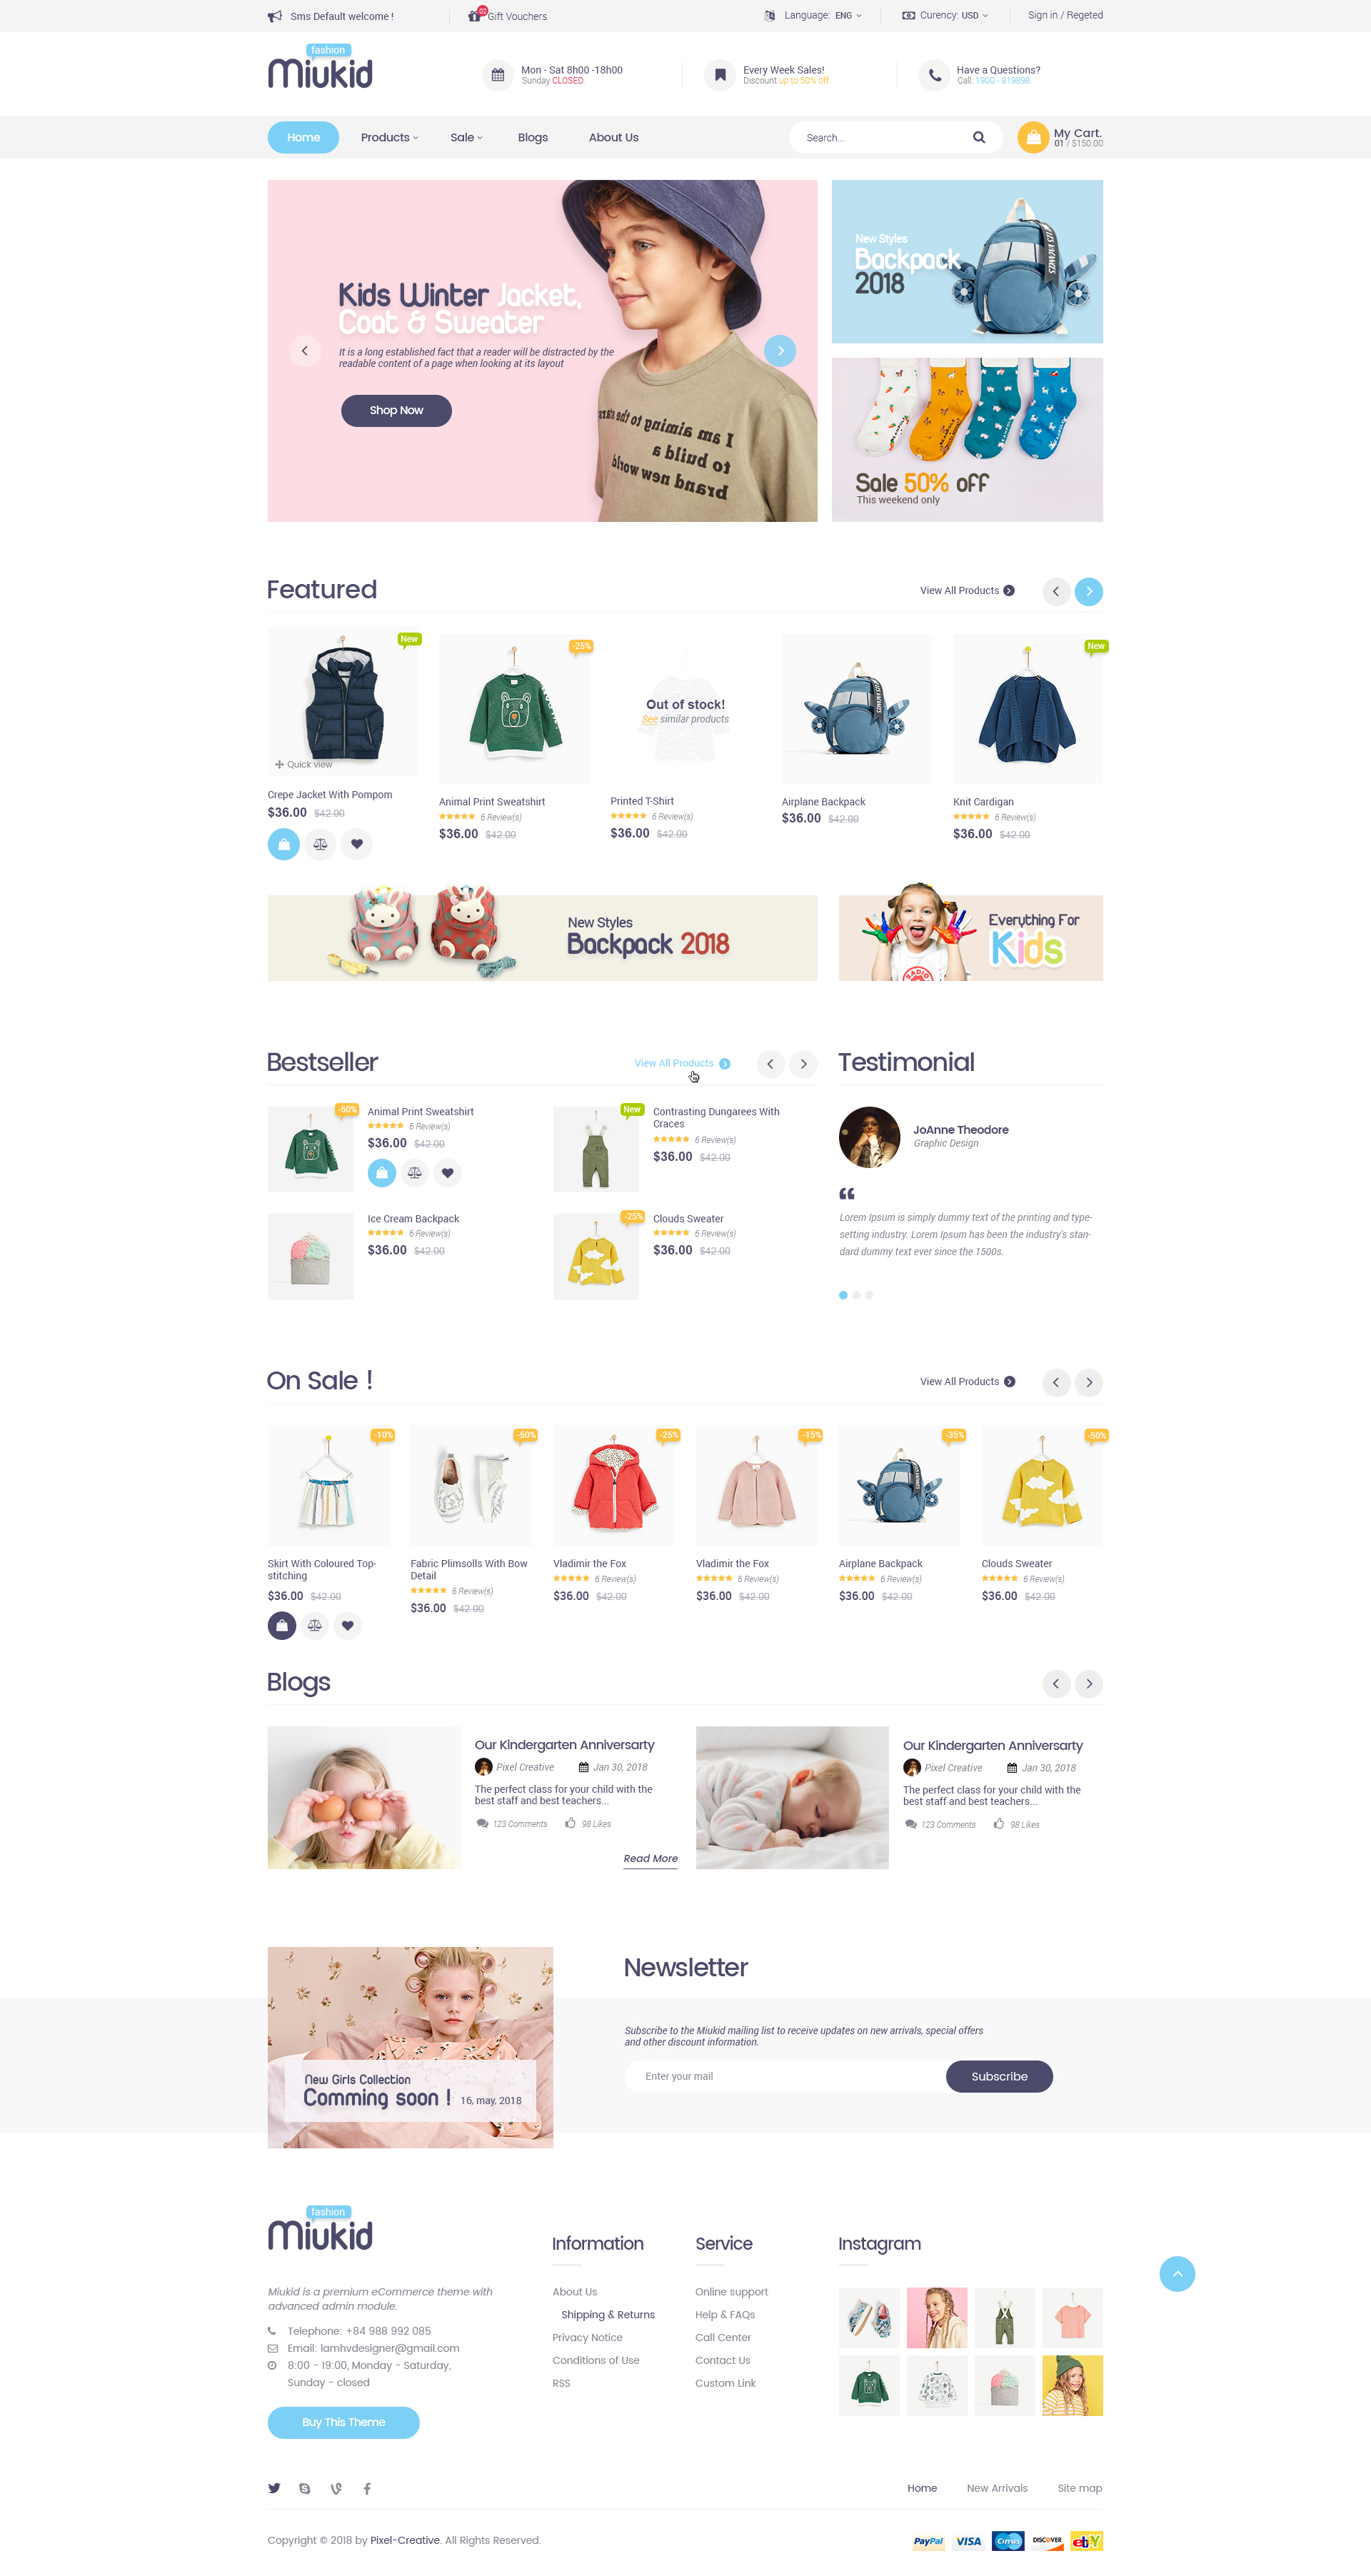 Sms Default welcome !
02
Gift Vouchers
Language: ENG
Curency: USD
Sign in / Regeted
fashion
Miukid
Mon - Sat 8h00 -18h00
Sunday CLOSED.
Every Week Sales!
Discount up to 50% off
Have a Questions?
Call: 1900 - 819898.
Home
Products
Sale
Blogs
About Us
Search...
My Cart.
01 / $150.00
Kids Winter Jacket,
Coat & Sweater
It is a long established fact that a reader will be distracted by the
readable content of a page when looking at its layout
Shop Now
I am aiming to the stars
to build a
brand new world
New Styles
Backpack
2018
Sale 50% off
This weekend only
Featured
View All Products
New
-25%
Out of stock!
See similar products
New
Quick view
Crepe Jacket With Pompom
$36.00 $42.00
Animal Print Sweatshirt
6 Review(s)
$36.00 $42.00
Printed T-Shirt
6 Review(s)
$36.00 $42.00
Airplane Backpack
$36.00 $42.00
Knit Cardigan
6 Review(s)
$36.00 $42.00
New Styles
Backpack 2018
Everything For
Kids
Bestseller
View All Products
-50%
Animal Print Sweatshirt
6 Review(s)
$36.00 $42.00
New
Contrasting Dungarees With
Craces
6 Review(s)
$36.00 $42.00
Ice Cream Backpack
6 Review(s)
$36.00 $42.00
-25%
Clouds Sweater
6 Review(s)
$36.00 $42.00
Testimonial
JoAnne Theodore
Graphic Design
“
Lorem Ipsum is simply dummy text of the printing and type-
setting industry. Lorem Ipsum has been the industry's stan-
dard dummy text ever since the 1500s.
On Sale !
View All Products
-10%
-50%
-25%
-15%
-35%
-50%
Skirt With Coloured Top-
stitching
$36.00 $42.00
Fabric Plimsolls With Bow
Detail
6 Review(s)
$36.00 $42.00
Vladimir the Fox
6 Review(s)
$36.00 $42.00
Vladimir the Fox
6 Review(s)
$36.00 $42.00
Airplane Backpack
6 Review(s)
$36.00 $42.00
Clouds Sweater
6 Review(s)
$36.00 $42.00
Blogs
Our Kindergarten Anniversarty
Pixel Creative
Jan 30, 2018
The perfect class for your child with the
best staff and best teachers...
123 Comments
98 Likes
Read More
Our Kindergarten Anniversarty
Pixel Creative
Jan 30, 2018
The perfect class for your child with the
best staff and best teachers...
123 Comments
98 Likes
New Girls Collection
Comming soon !
16, may, 2018
Newsletter
Subscribe to the Miukid mailing list to receive updates on new arrivals, special offers
and other discount information.
Enter your mail
Subscribe
fashion
Miukid
Miukid is a premium eCommerce theme with
advanced admin module.
Telephone: +84 988 992 085
Email: lamhvdesigner@gmail.com
8:00 - 19:00, Monday - Saturday,
Sunday - closed
Buy This Theme
Information
About Us
Shipping & Returns
Privacy Notice
Conditions of Use
RSS
Service
Online support
Help & FAQs
Call Center
Contact Us
Custom Link
Instagram
Home
New Arrivals
Site map
Copyright © 2018 by Pixel-Creative. All Rights Reserved.
PayPal
VISA
Cirrus
DISCOVER
ebY